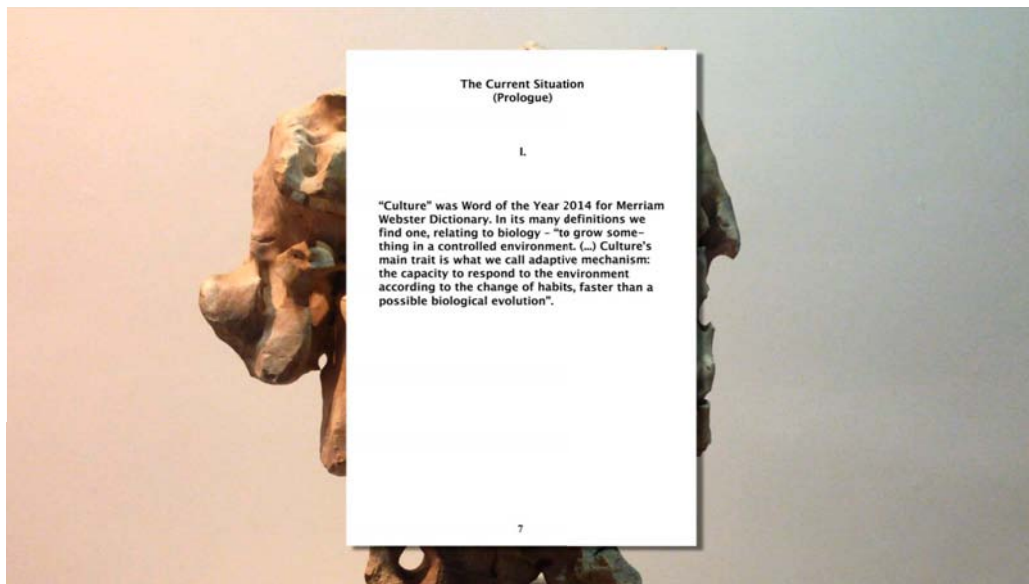 The Current Situation
(Prologue)
I.
“Culture” was Word of the Year 2014 for Merriam
Webster Dictionary. In its many definitions we
find one, relating to biology – “to grow some-
thing in a controlled environment. (...) Culture’s
main trait is what we call adaptive mechanism:
the capacity to respond to the environment
according to the change of habits, faster than a
possible biological evolution”.
7